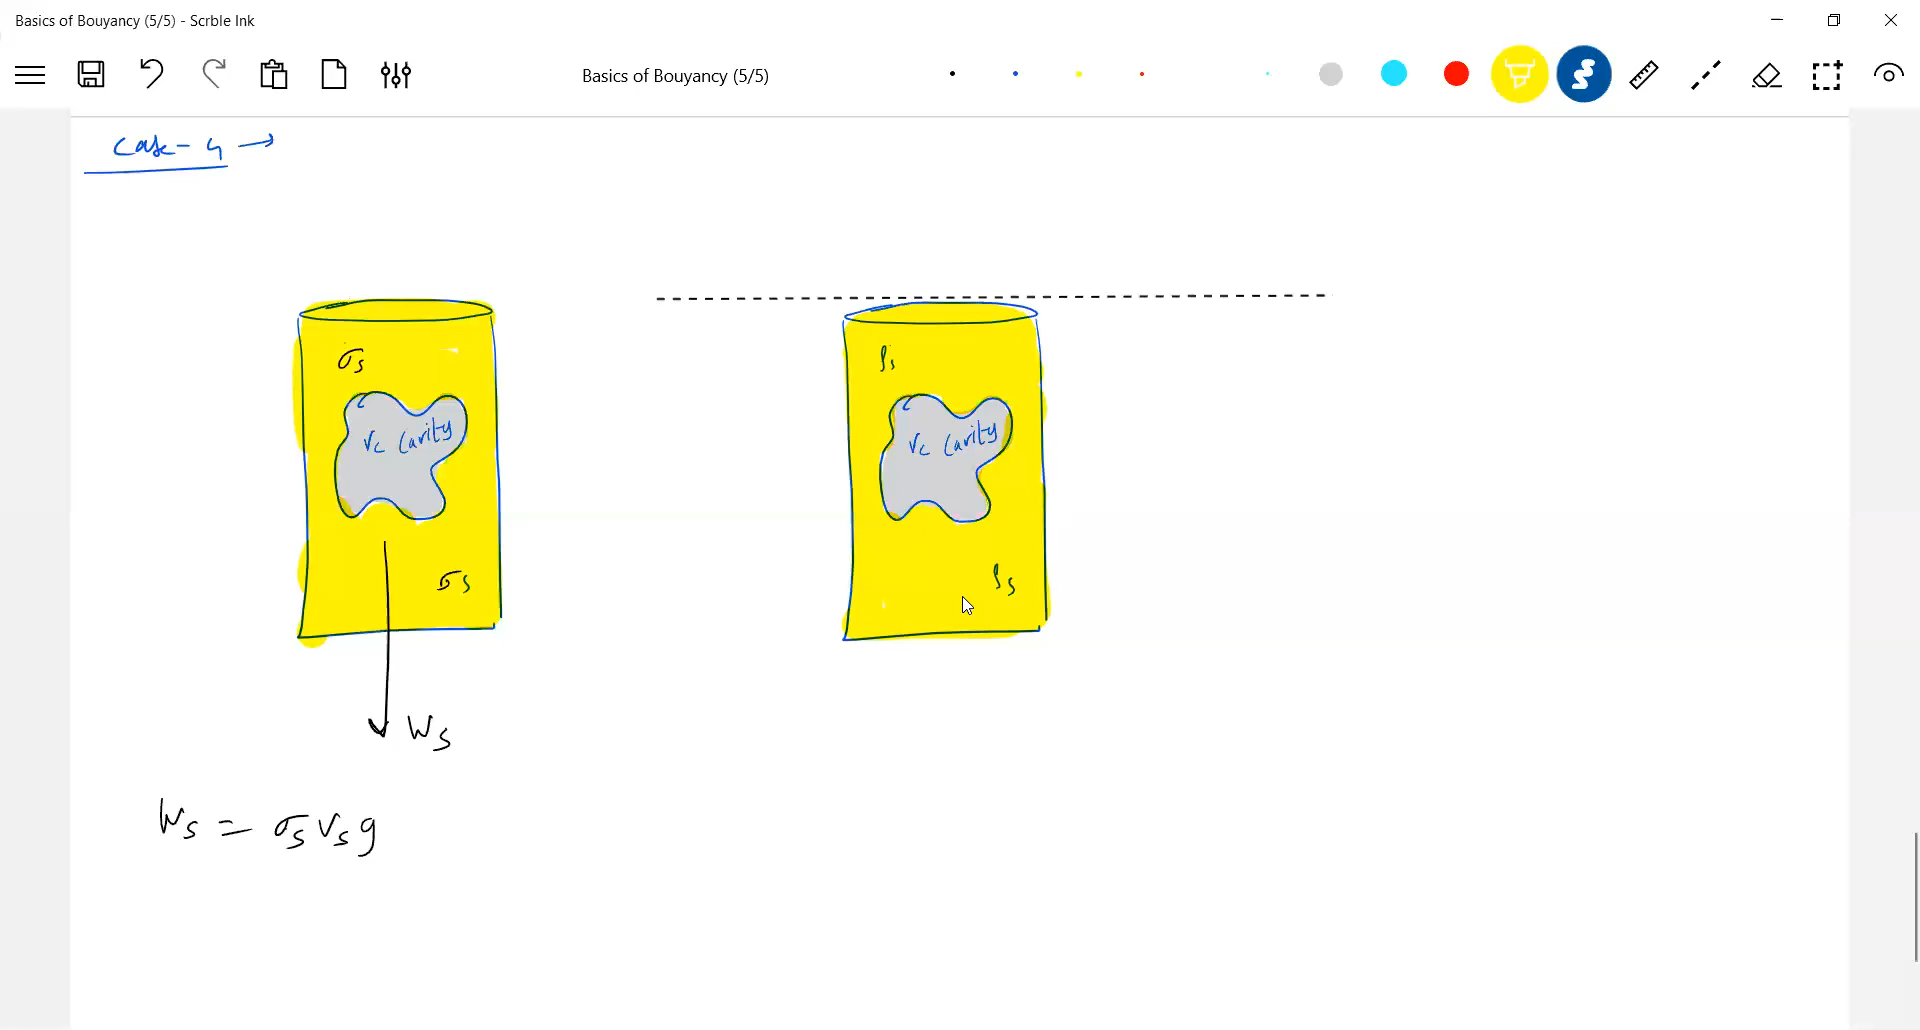 Basics of Bouyancy (5/5) - Scrble Ink
Basics of Bouyancy (5/5)
Case - 4 →
σs
Vc Cavity
σs
Ws
ρs
Vc Cavity
ρs
Ws = σs Vs g